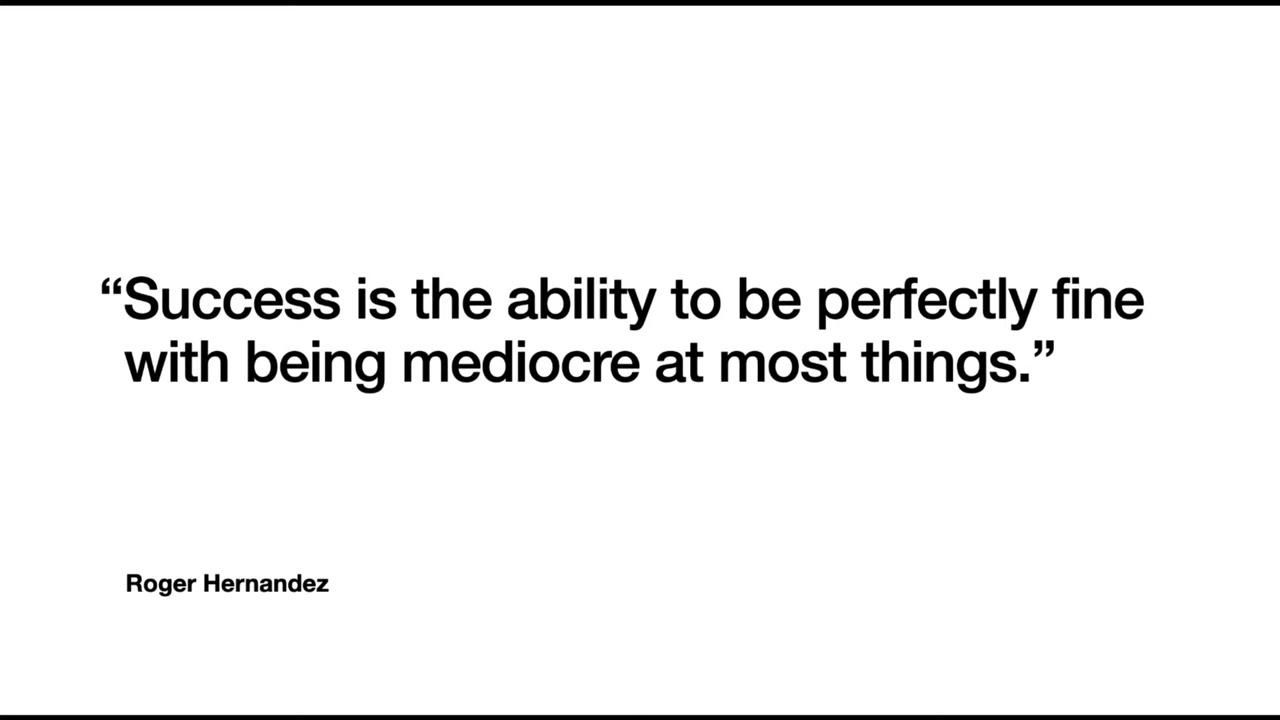 “Success is the ability to be perfectly fine
with being mediocre at most things.”
Roger Hernandez